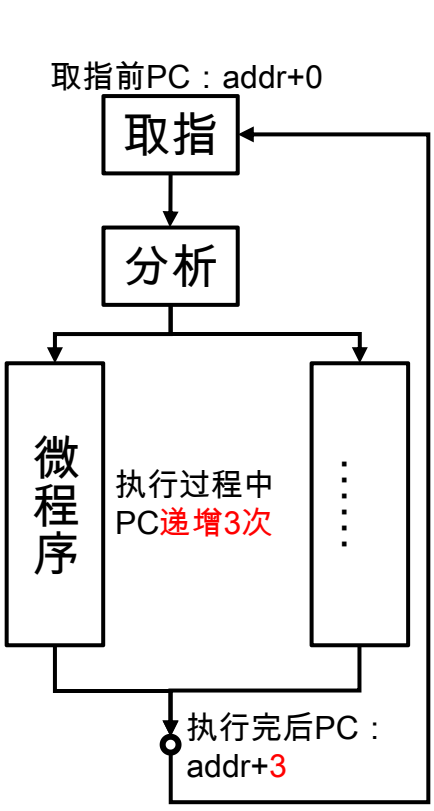 取指前PC：addr+0
取指
分析
微程序
执行过程中
PC递增3次
……
执行完后PC：
addr+3